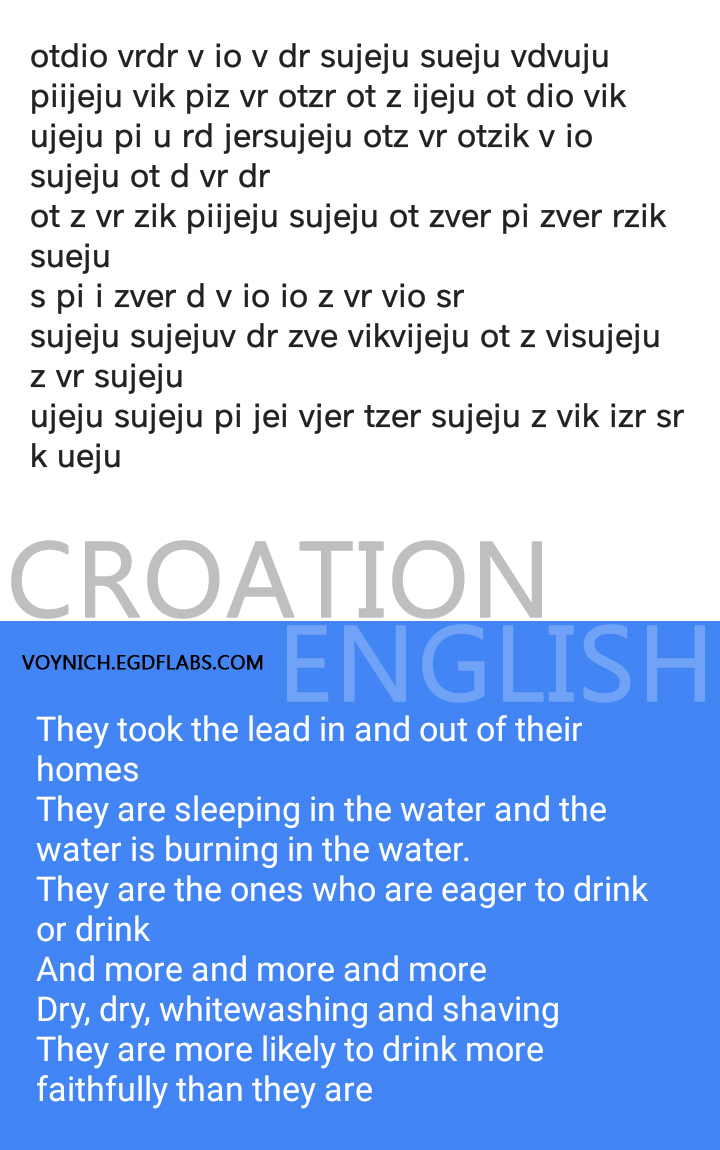 otdio vrdr v io v dr sujeju sueju vdvuju
piijeju vik piz vr otzr ot z ijeju ot dio vik
ujeju pi u rd jersujeju otz vr otzik v io
sujeju ot d vr dr
ot z vr zik piijeju sujeju ot zver pi zver rzik
sueju
s pi i zver d v io io z vr vio sr
sujeju sujejuv dr zve vikvijeju ot z visujeju
z vr sujeju
ujeju sujeju pi jei vjer tzer sujeju z vik izr sr
k ueju
CROATION
ENGLISH
VOYNICH.EGDFLABS.COM
They took the lead in and out of their
homes
They are sleeping in the water and the
water is burning in the water.
They are the ones who are eager to drink
or drink
And more and more and more
Dry, dry, whitewashing and shaving
They are more likely to drink more
faithfully than they are